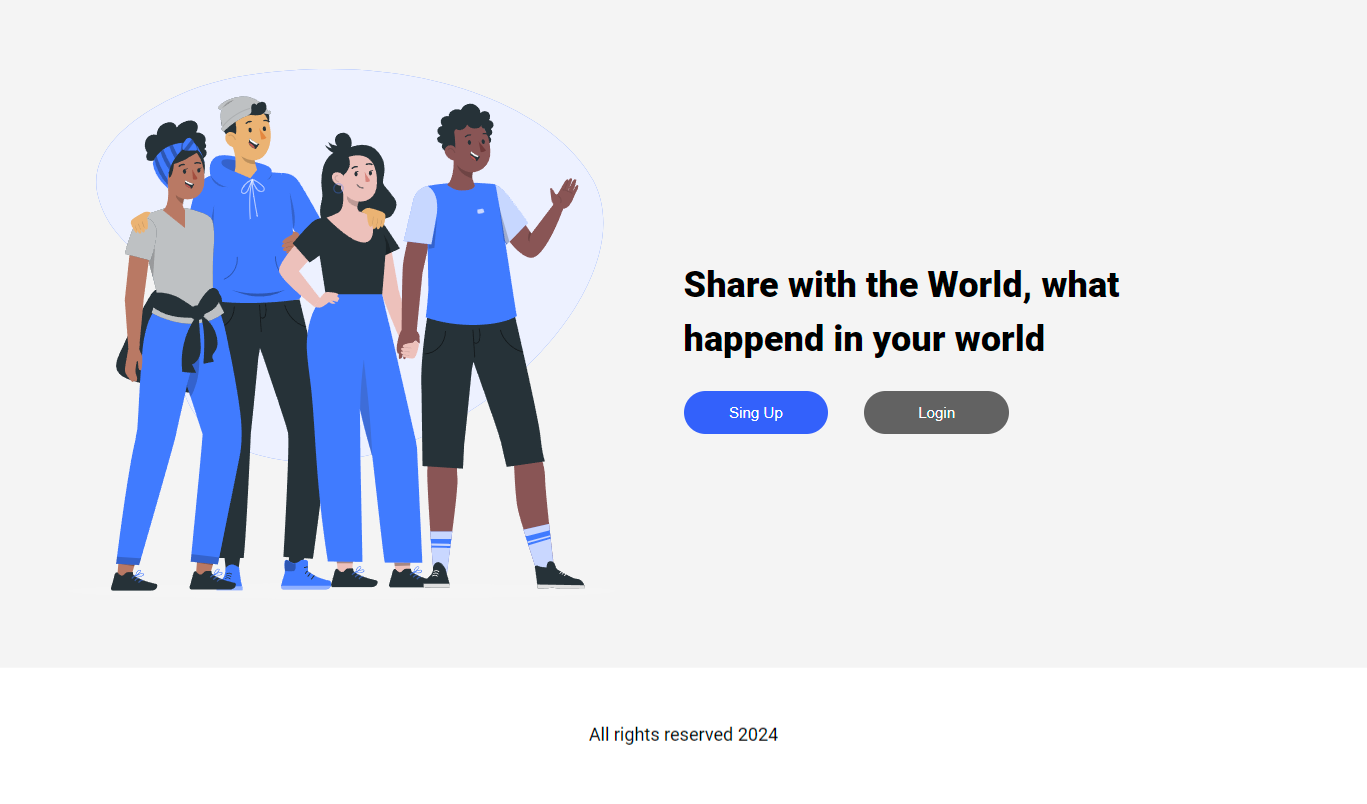 Share with the World, what
happend in your world
Sing Up
Login
All rights reserved 2024